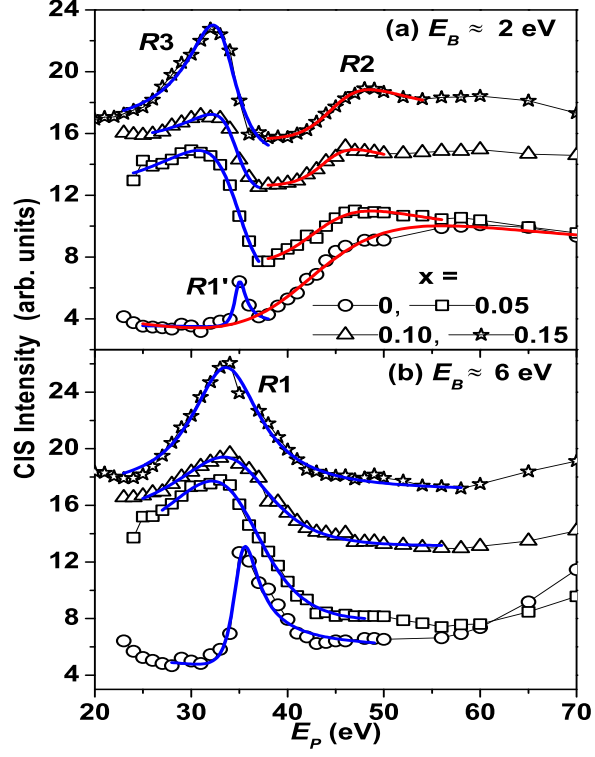 24
(a) E_B ≈ 2 eV
R3
R2
20
16
12
8
R1'
x =
0, 0.05
4
0.10, 0.15
CIS Intensity (arb. units)
(b) E_B ≈ 6 eV
R1
24
20
16
12
8
4
20 30 40 50 60 70
E_P (eV)